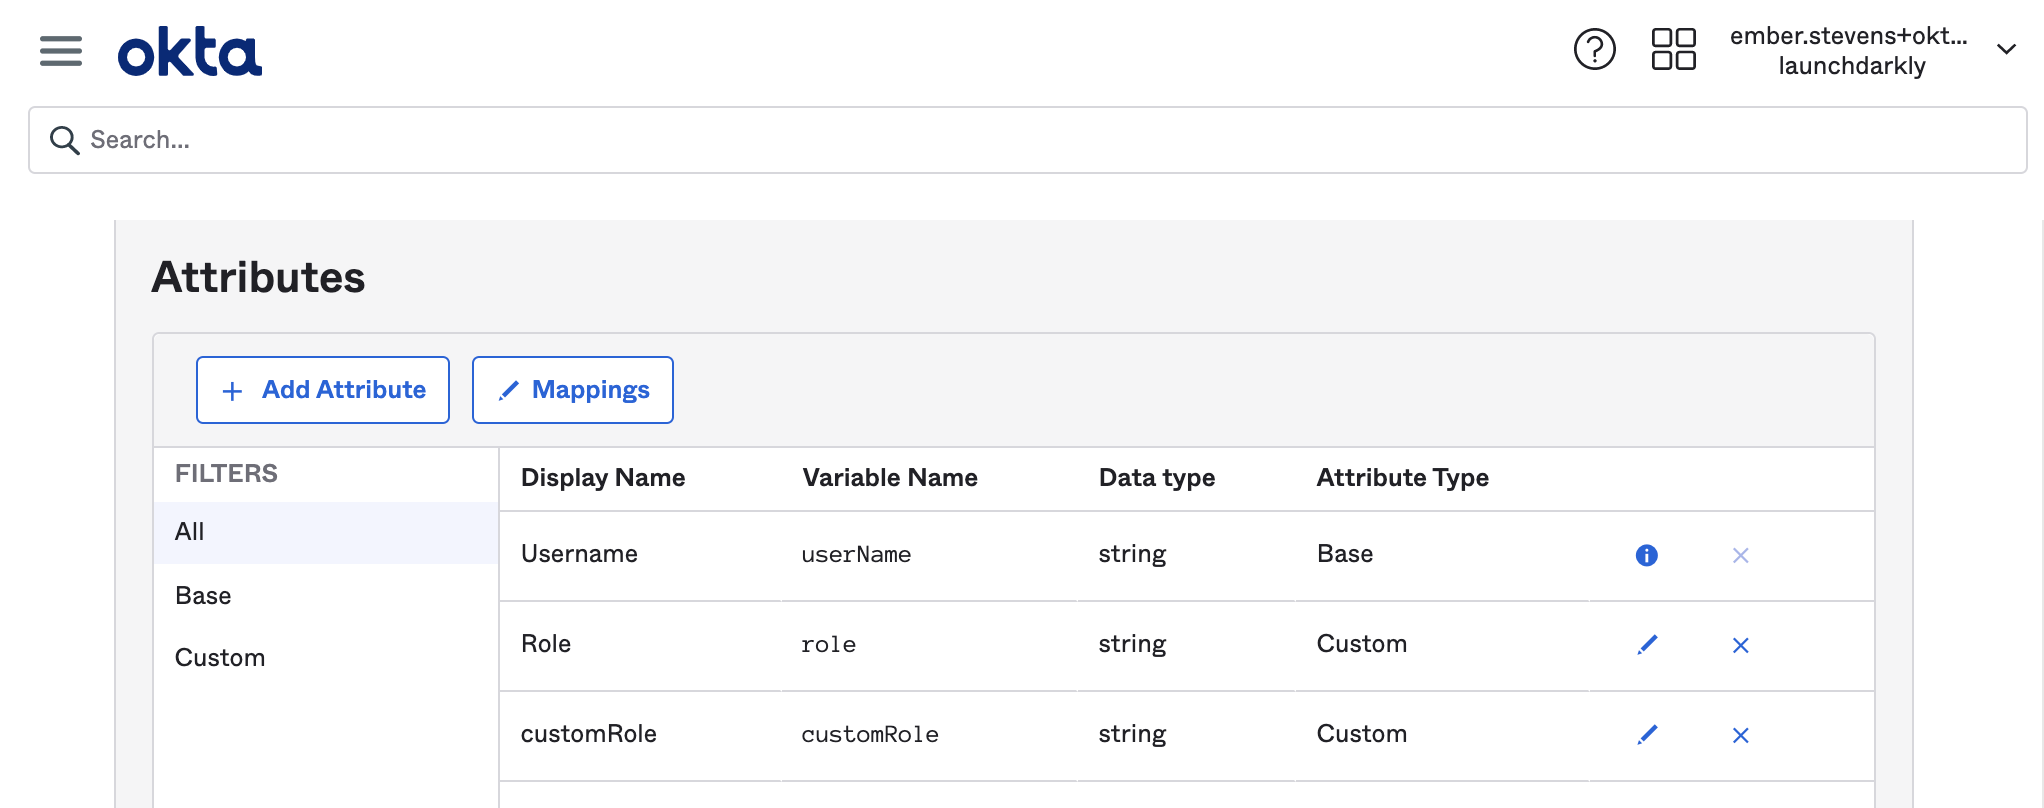 okta
ember.stevens+okt...
launchdarkly
Search...
Attributes
+ Add Attribute
Mappings
FILTERS
All
Base
Custom
Display Name Variable Name Data type Attribute Type
Username userName string Base
Role role string Custom
customRole customRole string Custom